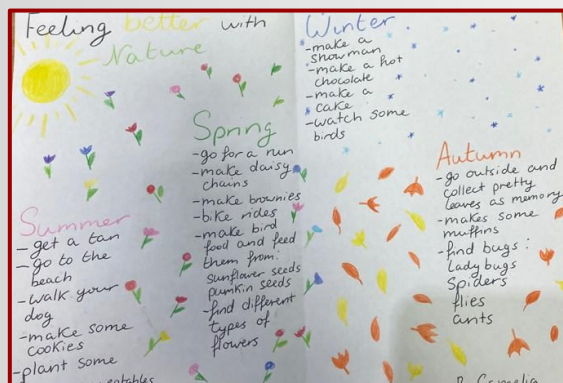 Feeling better with
Nature
Winter
-make a
snowman
-make a hot
chocolate
-make a
cake
-watch some
birds
Spring
-go for a run
-make daisy
chains
-make brownies
-bike rides
-make bird
food and feed
them from:
sunflower seeds
pumkin seeds
-find different
types of
flowers
Autumn
-go outside and
collect pretty
leaves as memory
-makes some
muffins
-find bugs:
Lady bugs
Spiders
flies
ants
Summer
-get a tan
-go to the
beach
-walk your
dog
-make some
cookies
-plant some